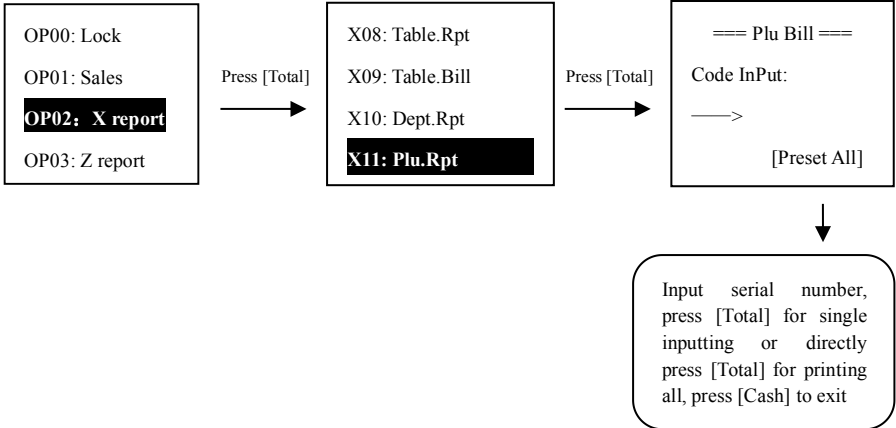 OP00: Lock
OP01: Sales
OP02：X report
OP03: Z report
Press [Total]
X08: Table.Rpt
X09: Table.Bill
X10: Dept.Rpt
X11: Plu.Rpt
Press [Total]
=== Plu Bill ===
Code InPut:
——>
[Preset All]
Input serial number,
press [Total] for single
inputting or directly
press [Total] for printing
all, press [Cash] to exit